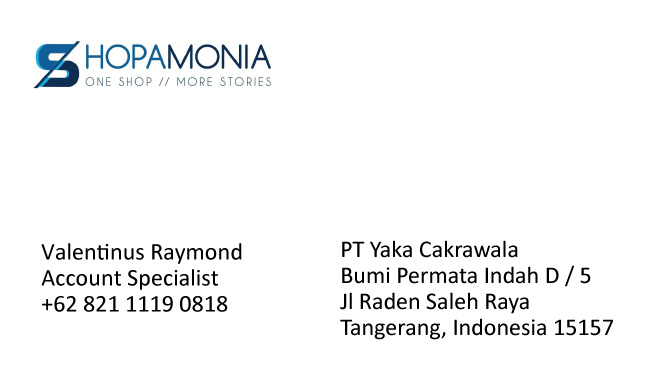 SHOPAMONIA
ONE SHOP // MORE STORIES
Valentinus Raymond
Account Specialist
+62 821 1119 0818
PT Yaka Cakrawala
Bumi Permata Indah D / 5
Jl Raden Saleh Raya
Tangerang, Indonesia 15157